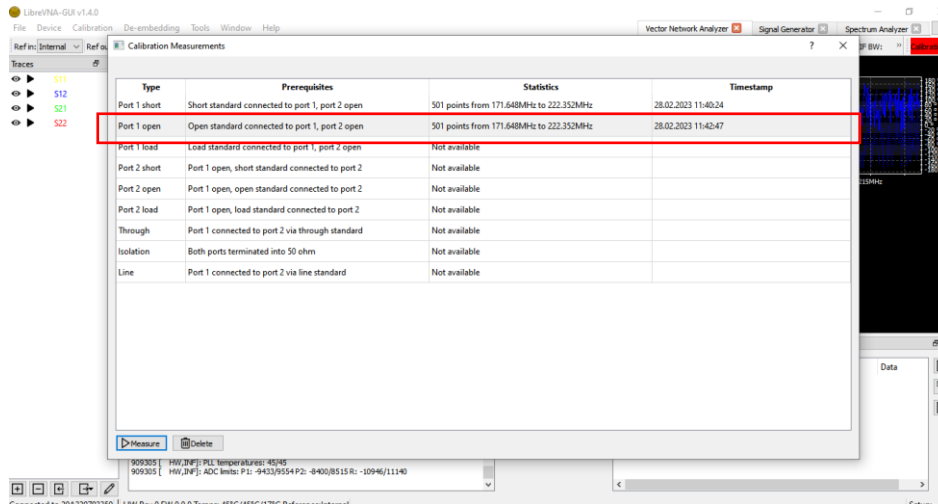 LibreVNA-GUI v1.4.0
File Device Calibration De-embedding Tools Window Help
Vector Network Analyzer Signal Generator Spectrum Analyzer
Ref in: Internal Ref ou
IF BW: »
Calibrati
Traces
S11
S12
S21
S22
Calibration Measurements ?
Type Prerequisites Statistics Timestamp
Port 1 short Short standard connected to port 1, port 2 open 501 points from 171.648MHz to 222.352MHz 28.02.2023 11:40:24
Port 1 open Open standard connected to port 1, port 2 open 501 points from 171.648MHz to 222.352MHz 28.02.2023 11:42:47
Port 1 load Load standard connected to port 1, port 2 open Not available
Port 2 short Port 1 open, short standard connected to port 2 Not available
Port 2 open Port 1 open, open standard connected to port 2 Not available
Port 2 load Port 1 open, load standard connected to port 2 Not available
Through Port 1 connected to port 2 via through standard Not available
Isolation Both ports terminated into 50 ohm Not available
Line Port 1 connected to port 2 via line standard Not available
215MHz
Data
Measure Delete
909305 [ HW,INF]: PLL temperatures: 45/45
909305 [ HW,INF]: ADC limits: P1: -9433/9554 P2: -8400/8515 R: -10946/11140